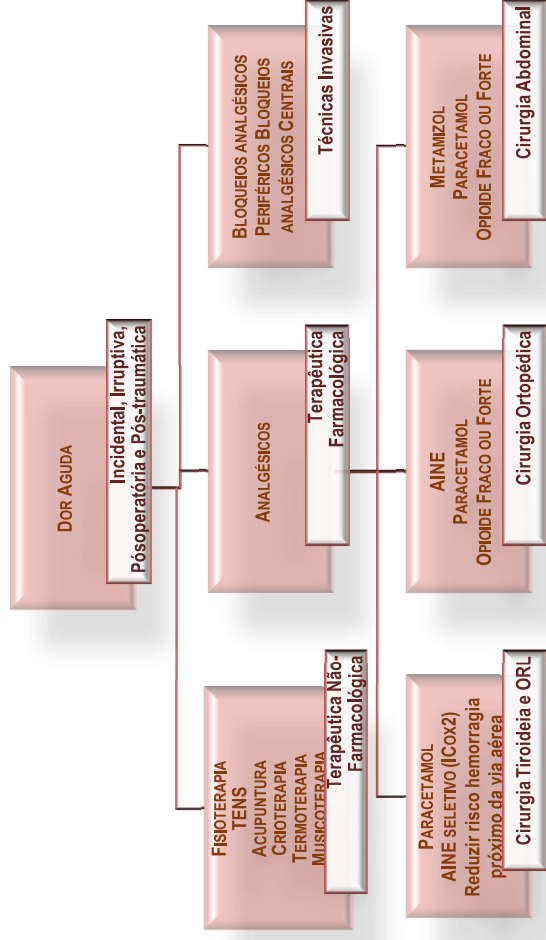 DOR AGUDA
Incidental, Irruptiva,
Pósoperatória e Pós-traumática
FISIOTERAPIA
TENS
ACUPUNTURA
CRIOTERAPIA
TERMOTERAPIA
MUSICOTERAPIA
Terapêutica Não-
Farmacológica
ANALGÉSICOS
Terapêutica
Farmacológica
BLOQUEIOS ANALGÉSICOS
PERIFÉRICOS BLOQUEIOS
ANALGÉSICOS CENTRAIS
Técnicas Invasivas
PARACETAMOL
AINE SELETIVO (ICOX2)
Reduzir risco hemorragia
próximo da via aérea
Cirurgia Tiroideia e ORL
AINE
PARACETAMOL
OPIOIDE FRACO OU FORTE
Cirurgia Ortopédica
METAMIZOL
PARACETAMOL
OPIOIDE FRACO OU FORTE
Cirurgia Abdominal